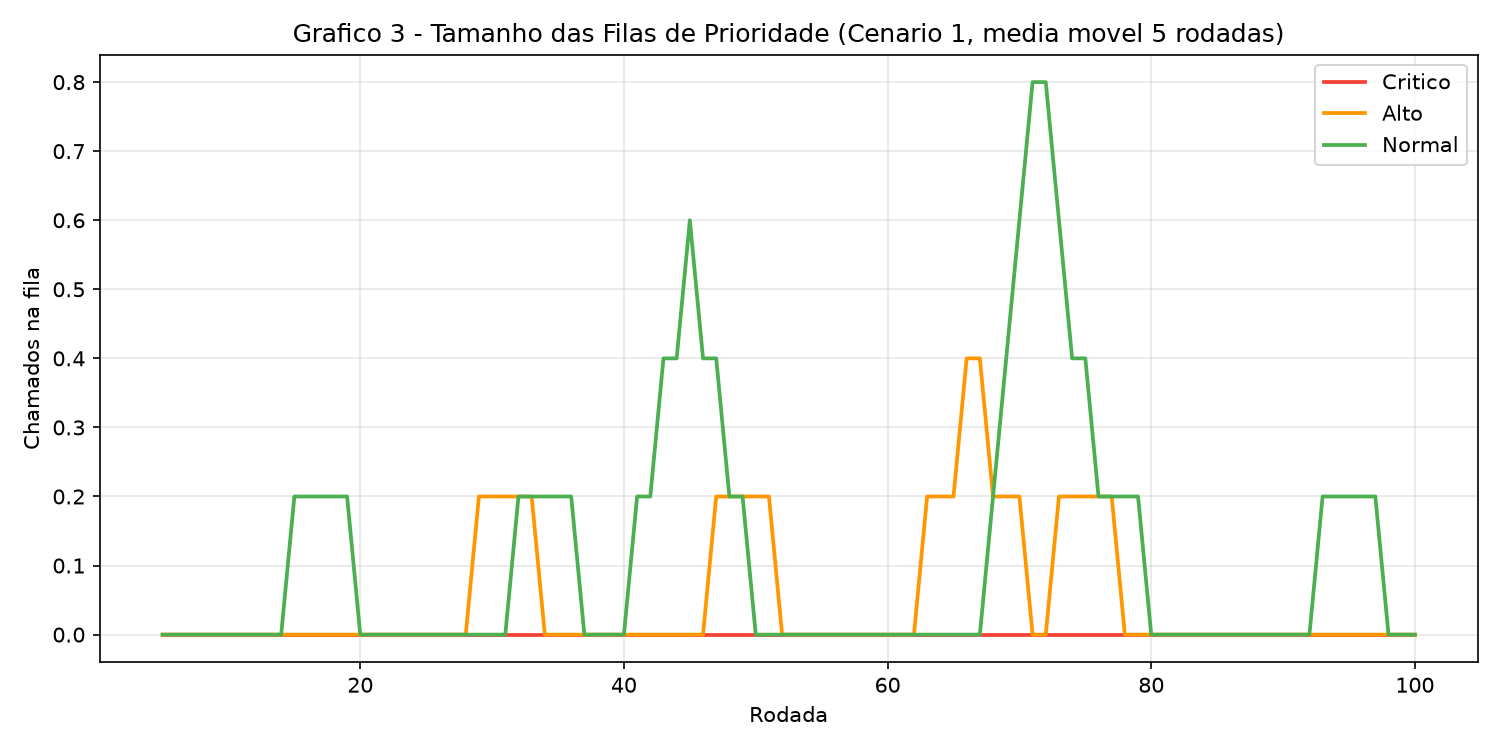 Grafico 3 - Tamanho das Filas de Prioridade (Cenario 1, media movel 5 rodadas)
Critico
Alto
Normal
Chamados na fila
0.8
0.7
0.6
0.5
0.4
0.3
0.2
0.1
0.0
20
40
60
80
100
Rodada